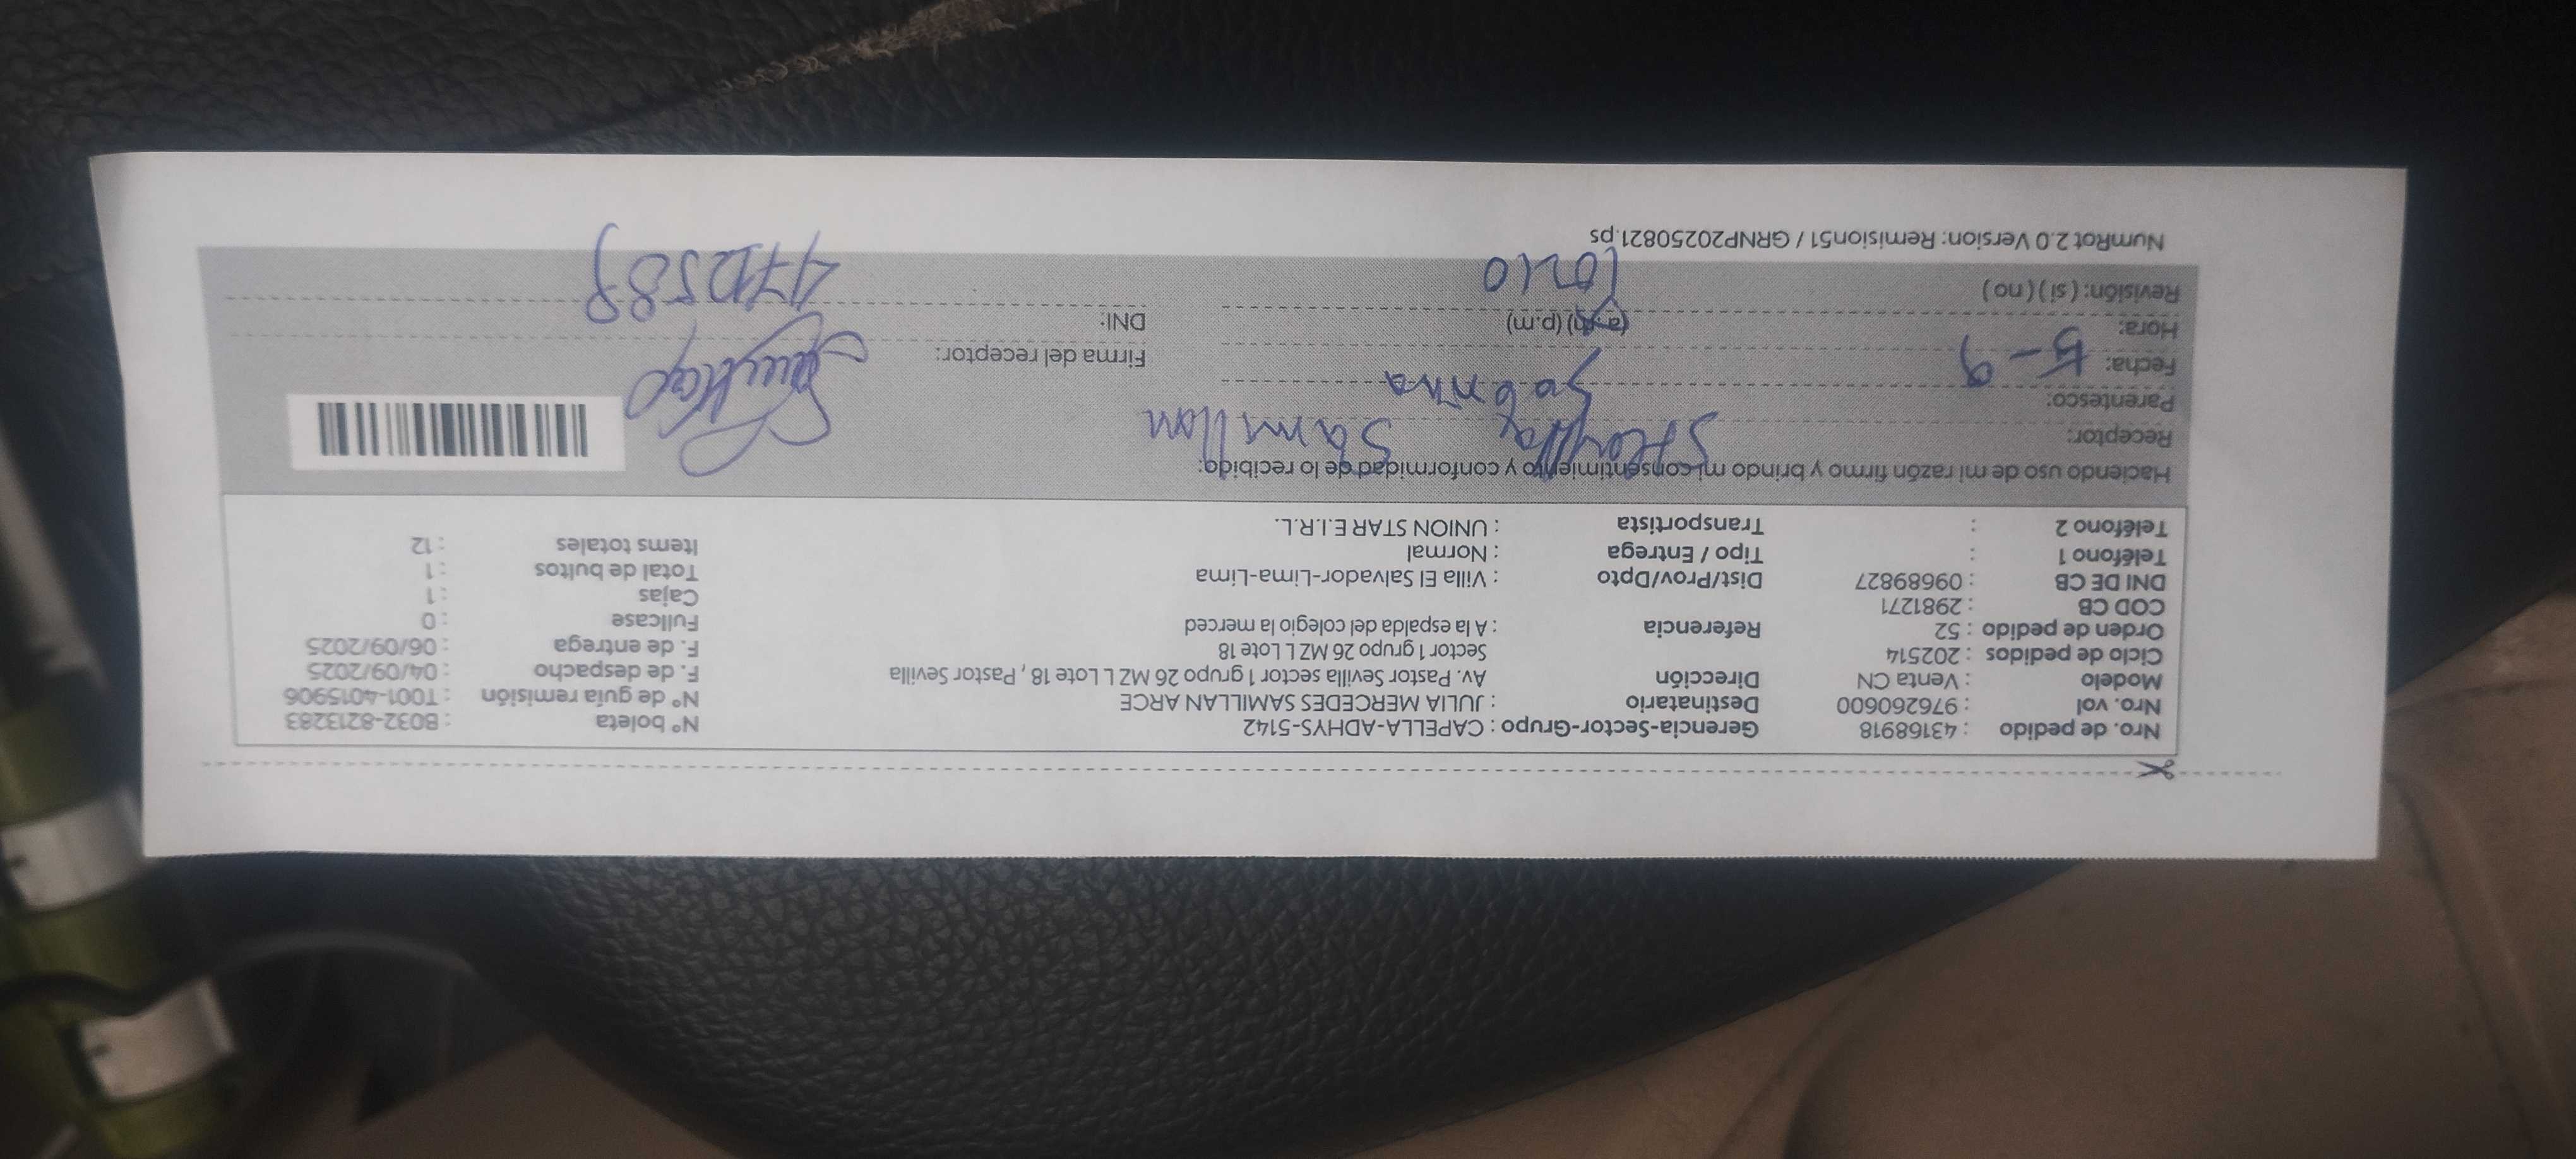 Nro. de pedido : 43168918 Gerencia-Sector-Grupo : CAPELLA-ADHYS-5142 N° boleta : B032-8213283
Nro. vol : 976260600 Destinatario : JULIA MERCEDES SAMILLAN ARCE N° de guía remisión : T001-4015906
Modelo : Venta CN Dirección Av. Pastor Sevilla sector 1 grupo 26 MZ L Lote 18 , Pastor Sevilla F. de despacho : 04/09/2025
Ciclo de pedidos : 202514 Sector 1 grupo 26 MZ L Lote 18 F. de entrega : 06/09/2025
Orden de pedido : 52 Referencia : A la espalda del colegio la merced Fullcase : 0
COD CB : 2981271 Cajas : 1
DNI DE CB : 09689827 Dist/Prov/Dpto : Villa El Salvador-Lima-Lima Total de bultos : 1
Teléfono 1 : Tipo / Entrega : Normal Items totales : 12
Teléfono 2 : Transportista : UNION STAR E.I.R.L.
Haciendo uso de mi razón firmo y brindo mi consentimiento y conformidad de lo recibido:
Receptor: Samillan
Parentesco: Sobrina
Fecha: 5-9 Firma del receptor:
Hora: (a.m) (p.m) DNI:
Revisión: ( si ) ( no )
NumRot 2.0 Version: Remision51 / GRNP20250821.ps